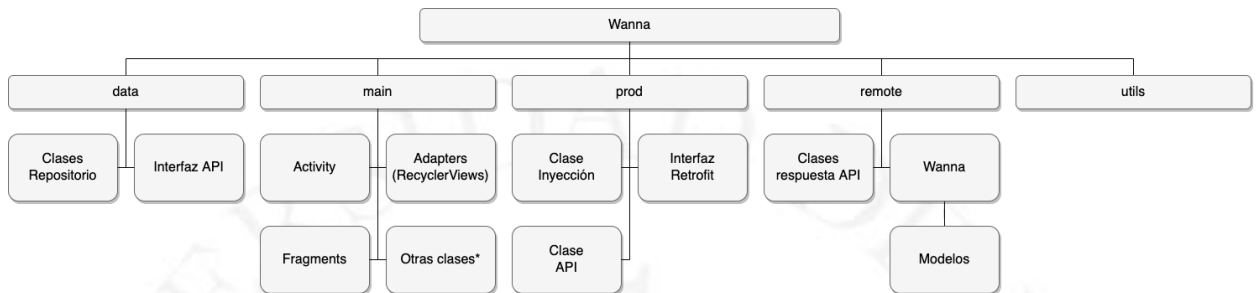 Wanna
data
main
prod
remote
utils
Clases
Repositorio
Interfaz API
Activity
Adapters
(RecyclerViews)
Clase
Inyección
Interfaz
Retrofit
Clases
respuesta API
Wanna
Fragments
Otras clases*
Clase
API
Modelos